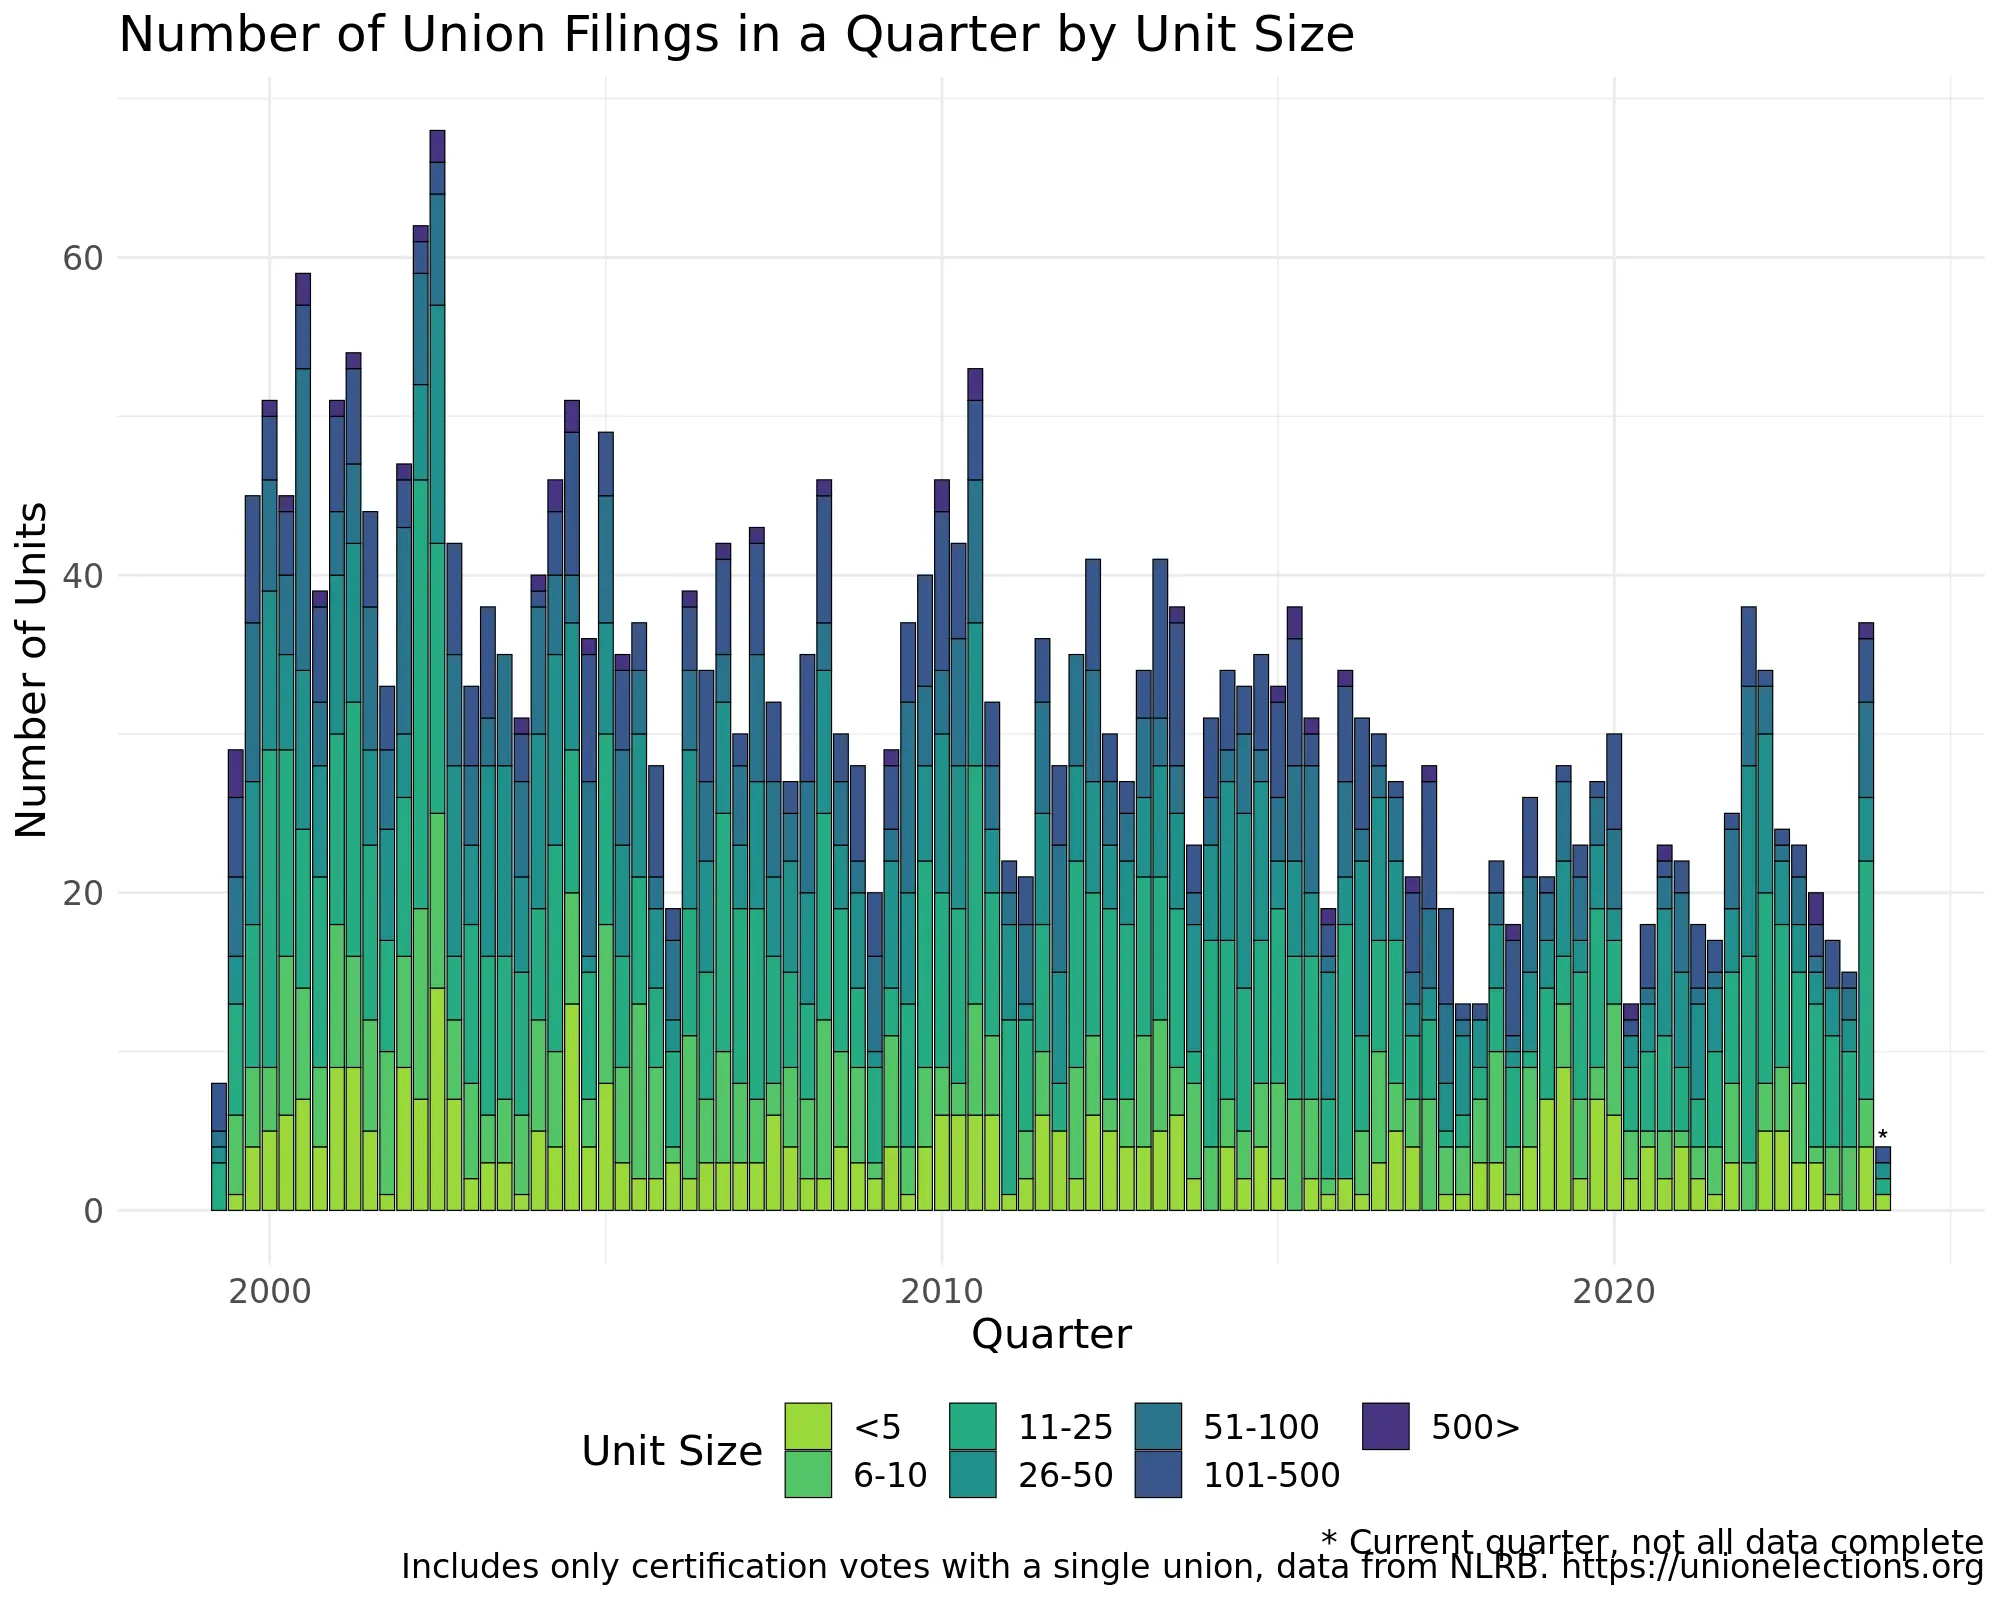 Number of Union Filings in a Quarter by Unit Size
Number of Units
60
40
20
0
*
2000 2010 2020
Quarter
Unit Size
<5 11-25 51-100 500>
6-10 26-50 101-500
* Current quarter, not all data complete
Includes only certification votes with a single union, data from NLRB. https://unionelections.org